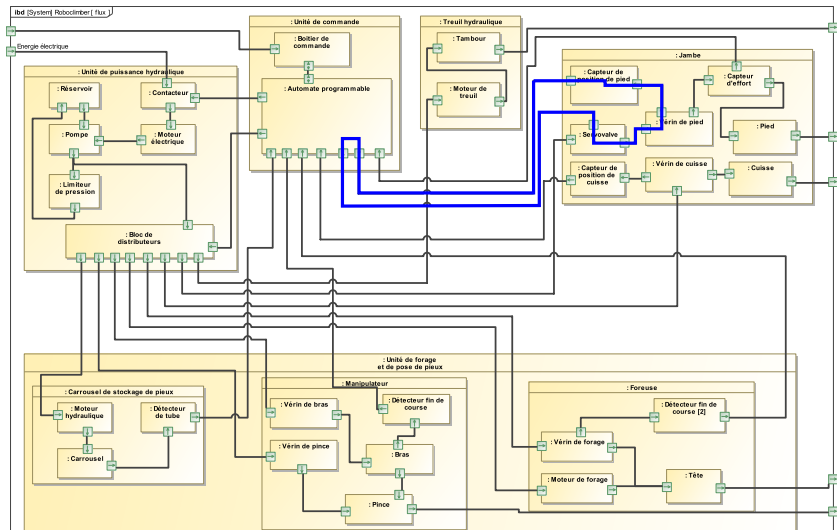 ibd [System] Roboclimber [ flux ]
Energie électrique
: Unité de commande
: Boitier de
commande
: Automate programmable
: Treuil hydraulique
: Tambour
: Moteur de
treuil
: Jambe
: Capteur de
position de pied
: Capteur
d'effort
: Vérin de pied
: Servovalve
: Pied
: Capteur de
position de
cuisse
: Vérin de cuisse
: Cuisse
: Unité de puissance hydraulique
: Réservoir
: Contacteur
: Pompe
: Moteur
électrique
: Limiteur
de pression
: Bloc de
distributeurs
: Unité de forage
et de pose de pieux
: Carrousel de stockage de pieux
: Moteur
hydraulique
: Détecteur
de tube
: Carrousel
: Manipulateur
: Vérin de bras
: Détecteur fin de
course
: Vérin de pince
: Bras
: Pince
: Foreuse
: Détecteur fin de
course [2]
: Vérin de forage
: Moteur de forage
: Tête